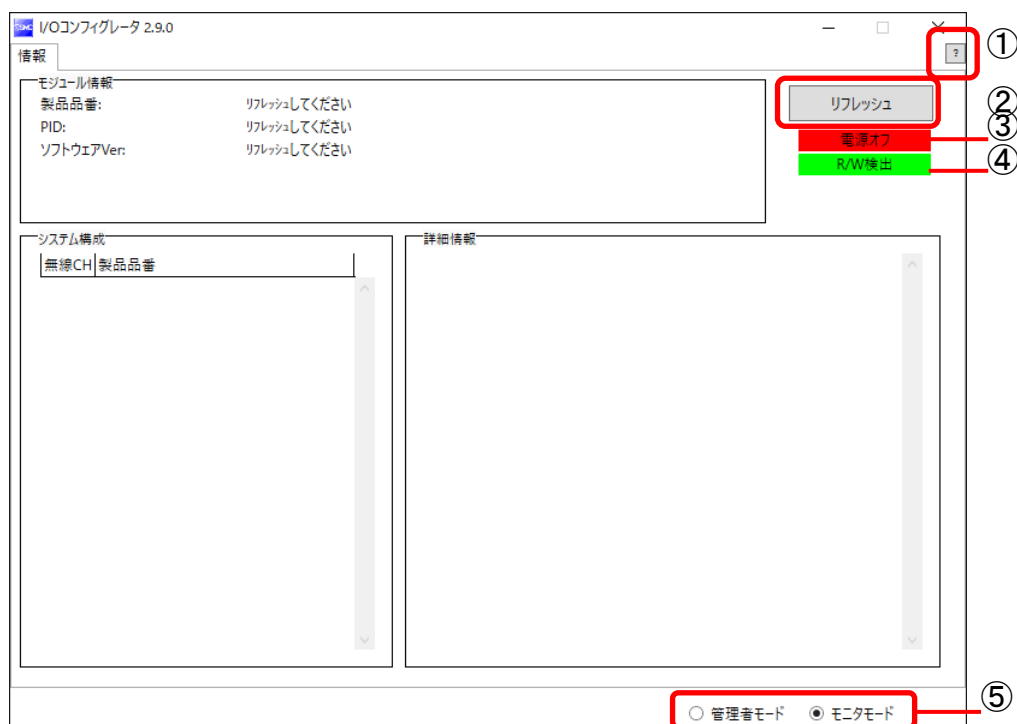 I/Oコンフィグレータ 2.9.0
情報
?
①
モジュール情報
製品品番: リフレッシュしてください
PID: リフレッシュしてください
ソフトウェアVer: リフレッシュしてください
リフレッシュ
②
電源オフ
③
R/W検出
④
システム構成
無線CH 製品品番
詳細情報
管理者モード モニタモード
⑤